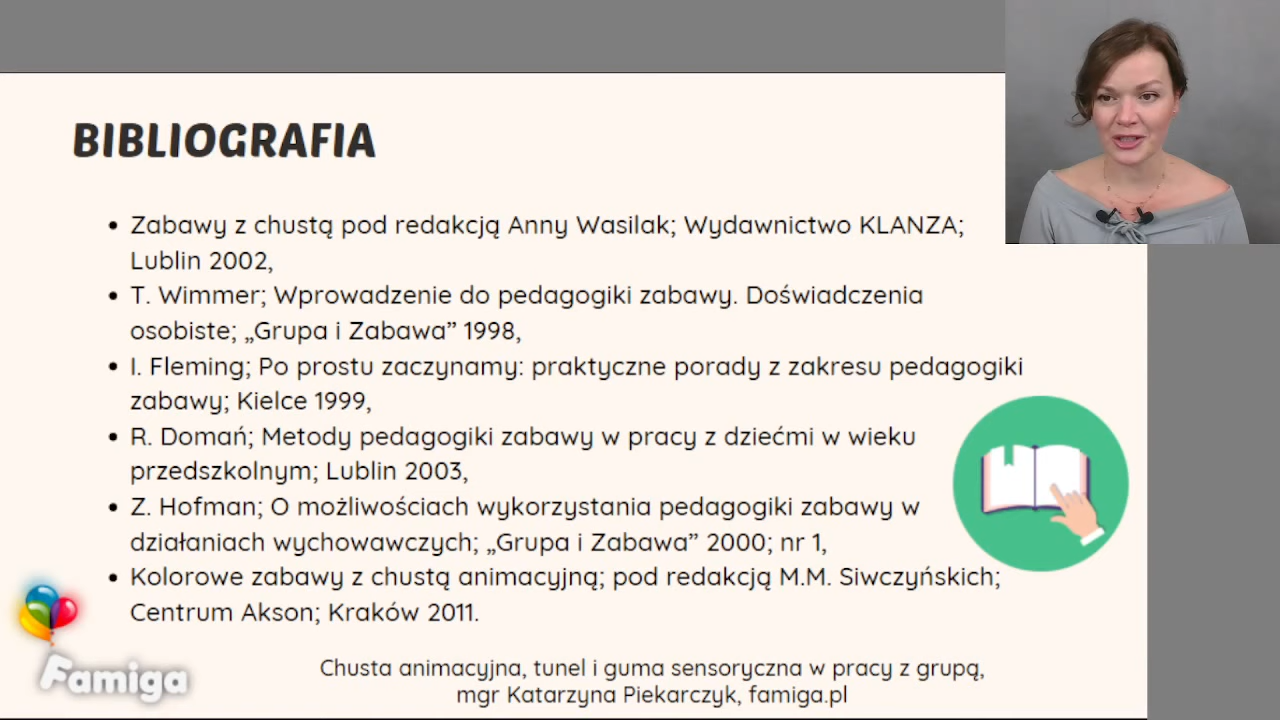 BIBLIOGRAFIA
• Zabawy z chustą pod redakcją Anny Wasilak; Wydawnictwo KLANZA;
Lublin 2002,
• T. Wimmer; Wprowadzenie do pedagogiki zabawy. Doświadczenia
osobiste; „Grupa i Zabawa” 1998,
• I. Fleming; Po prostu zaczynamy: praktyczne porady z zakresu pedagogiki
zabawy; Kielce 1999,
• R. Domań; Metody pedagogiki zabawy w pracy z dziećmi w wieku
przedszkolnym; Lublin 2003,
• Z. Hofman; O możliwościach wykorzystania pedagogiki zabawy w
działaniach wychowawczych; „Grupa i Zabawa” 2000; nr 1,
• Kolorowe zabawy z chustą animacyjną; pod redakcją M.M. Siwczyńskich;
Centrum Akson; Kraków 2011.
Famiga
Chusta animacyjna, tunel i guma sensoryczna w pracy z grupą,
mgr Katarzyna Piekarczyk, famiga.pl